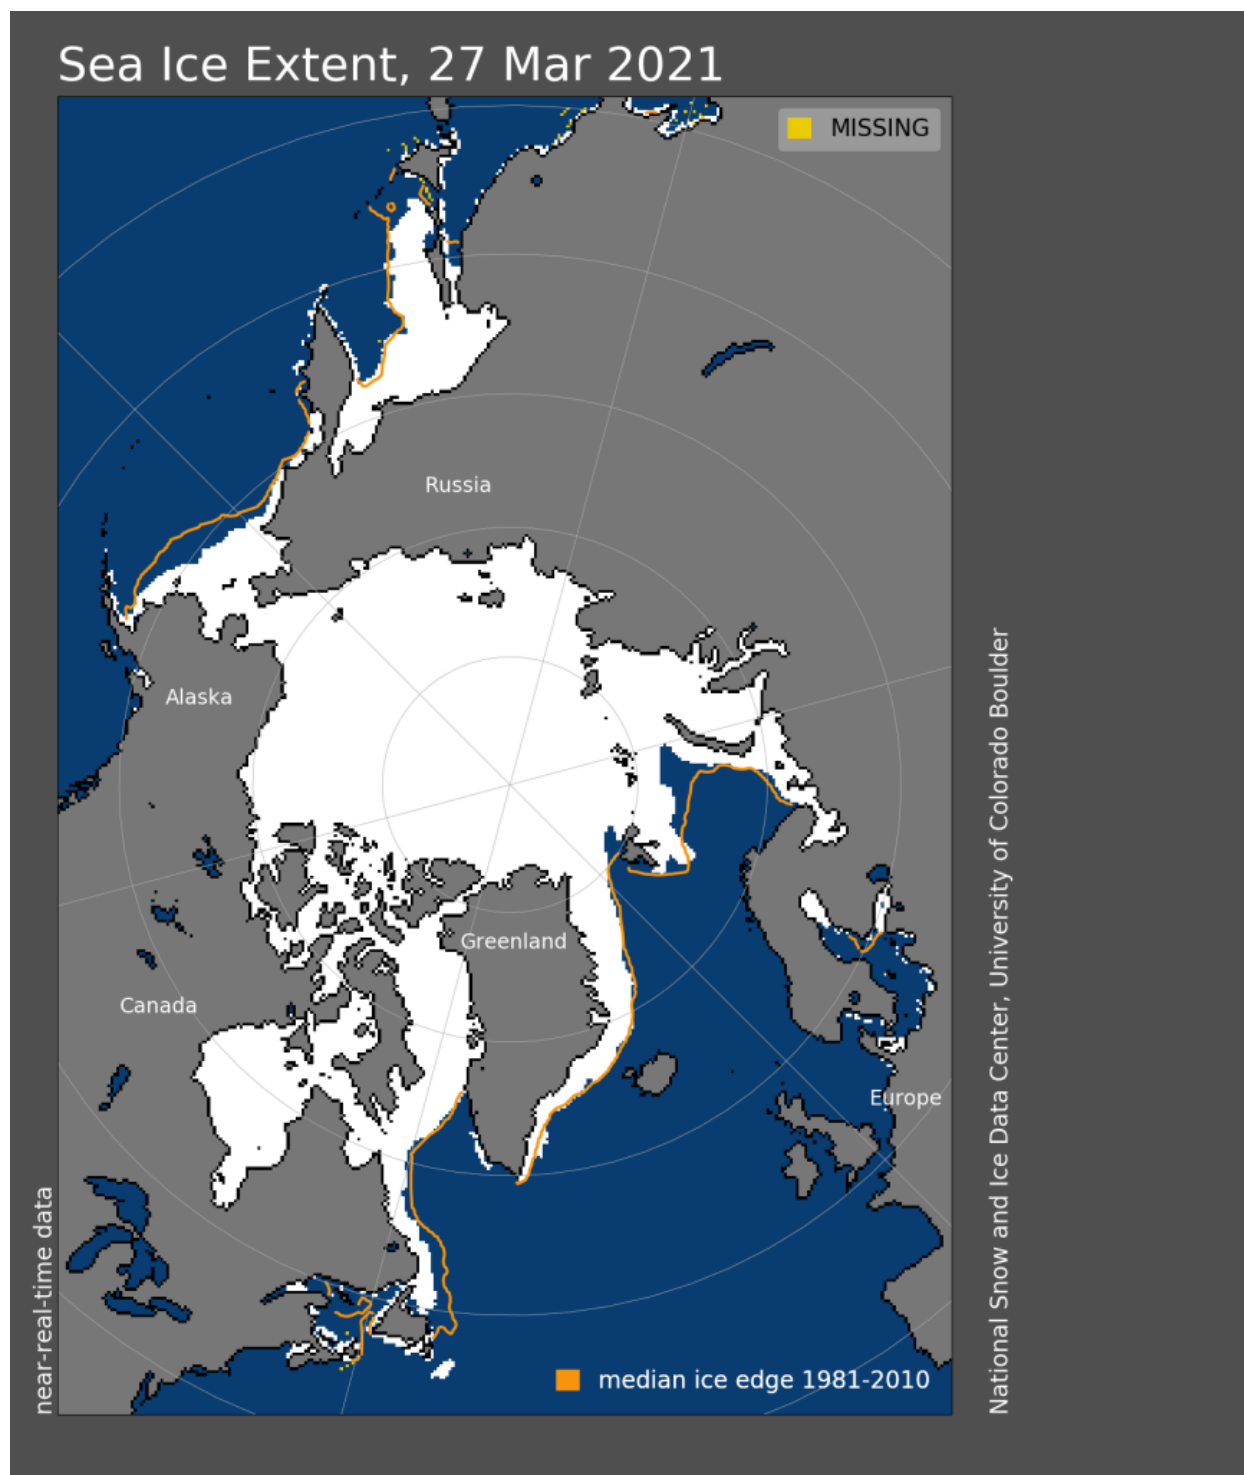 Sea Ice Extent, 27 Mar 2021
MISSING
Russia
Alaska
Greenland
Canada
Europe
median ice edge 1981-2010
near-real-time data
National Snow and Ice Data Center, University of Colorado Boulder